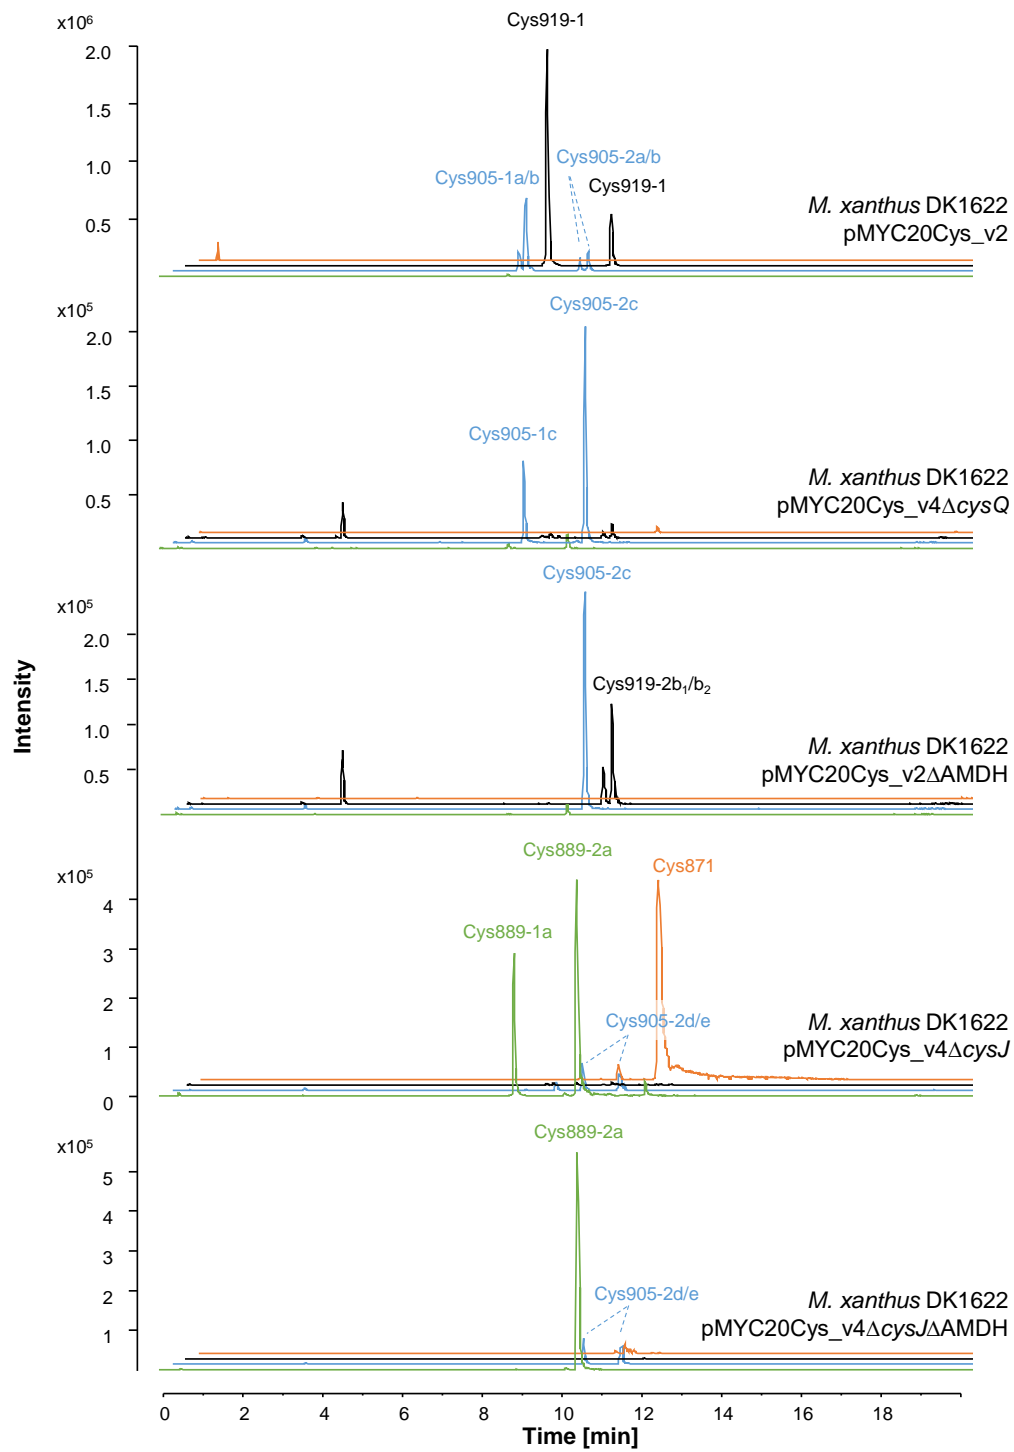 x10⁶
Cys919-1
2.0
1.5
1.0
0.5
Cys905-1a/b
Cys905-2a/b
Cys919-1
M. xanthus DK1622
pMYC20Cys_v2
x10⁵
Cys905-2c
2.0
1.5
1.0
0.5
Cys905-1c
M. xanthus DK1622
pMYC20Cys_v4ΔcysQ
x10⁵
Cys905-2c
2.0
1.5
1.0
0.5
Cys919-2b₁/b₂
M. xanthus DK1622
pMYC20Cys_v2ΔAMDH
Intensity
x10⁵
Cys889-2a
Cys871
4
3
2
1
0
Cys889-1a
Cys905-2d/e
M. xanthus DK1622
pMYC20Cys_v4ΔcysJ
x10⁵
Cys889-2a
5
4
3
2
1
Cys905-2d/e
M. xanthus DK1622
pMYC20Cys_v4ΔcysJΔAMDH
0 2 4 6 8 10 12 14 16 18
Time [min]